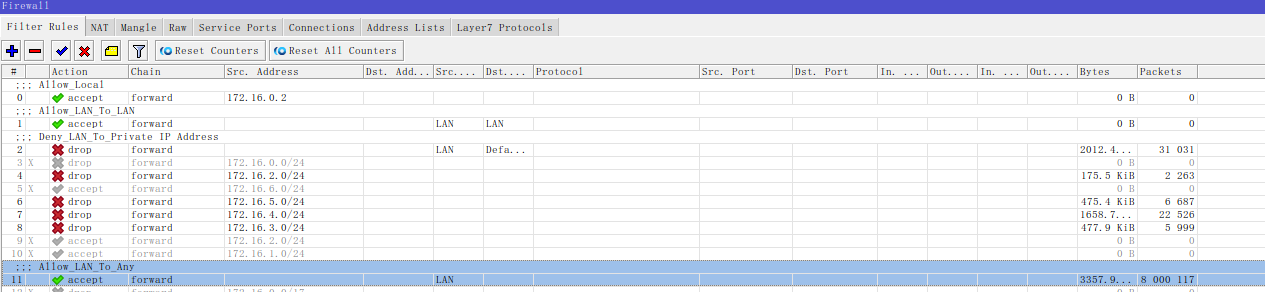 Firewall
Filter Rules NAT Mangle Raw Service Ports Connections Address Lists Layer7 Protocols
Reset Counters Reset All Counters
# Action Chain Src. Address Dst. Add... Src.... Dst.... Protocol Src. Port Dst. Port In. ... Out.... In. ... Out.... Bytes Packets
;;; Allow_Local
0 accept forward 172.16.0.2 0 B 0
;;; Allow_LAN_To_LAN
1 accept forward LAN LAN 0 B 0
;;; Deny_LAN_To_Private IP Address
2 drop forward LAN Defa... 2012.4... 31 031
3 X drop forward 172.16.0.0/24 0 B 0
4 drop forward 172.16.2.0/24 175.5 KiB 2 263
5 X accept forward 172.16.6.0/24 0 B 0
6 drop forward 172.16.5.0/24 475.4 KiB 6 687
7 drop forward 172.16.4.0/24 1658.7... 22 526
8 drop forward 172.16.3.0/24 477.9 KiB 5 999
9 X accept forward 172.16.2.0/24 0 B 0
10 X accept forward 172.16.1.0/24 0 B 0
;;; Allow_LAN_To_Any
11 accept forward LAN 3357.9... 8 000 117